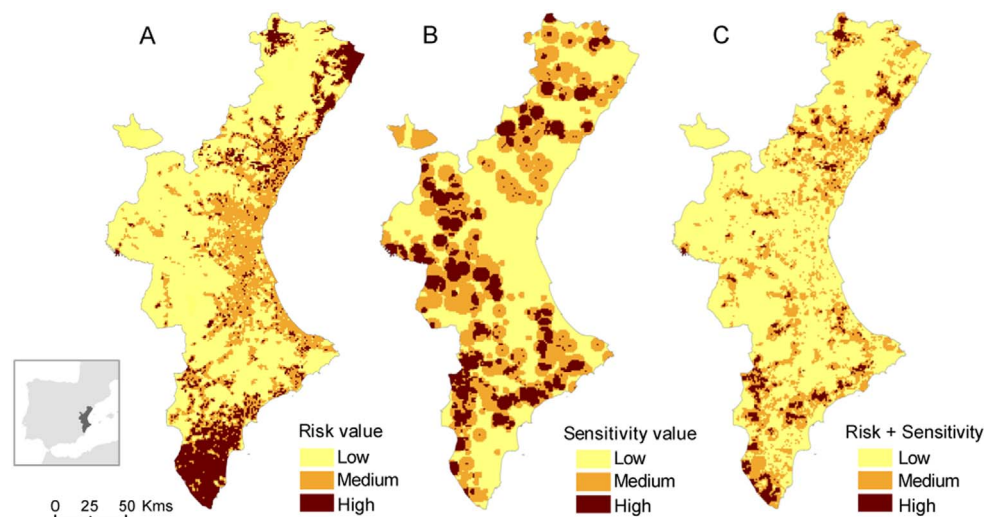 A
B
C
Risk value
Low
Medium
High
Sensitivity value
Low
Medium
High
Risk + Sensitivity
Low
Medium
High
0 25 50 Kms